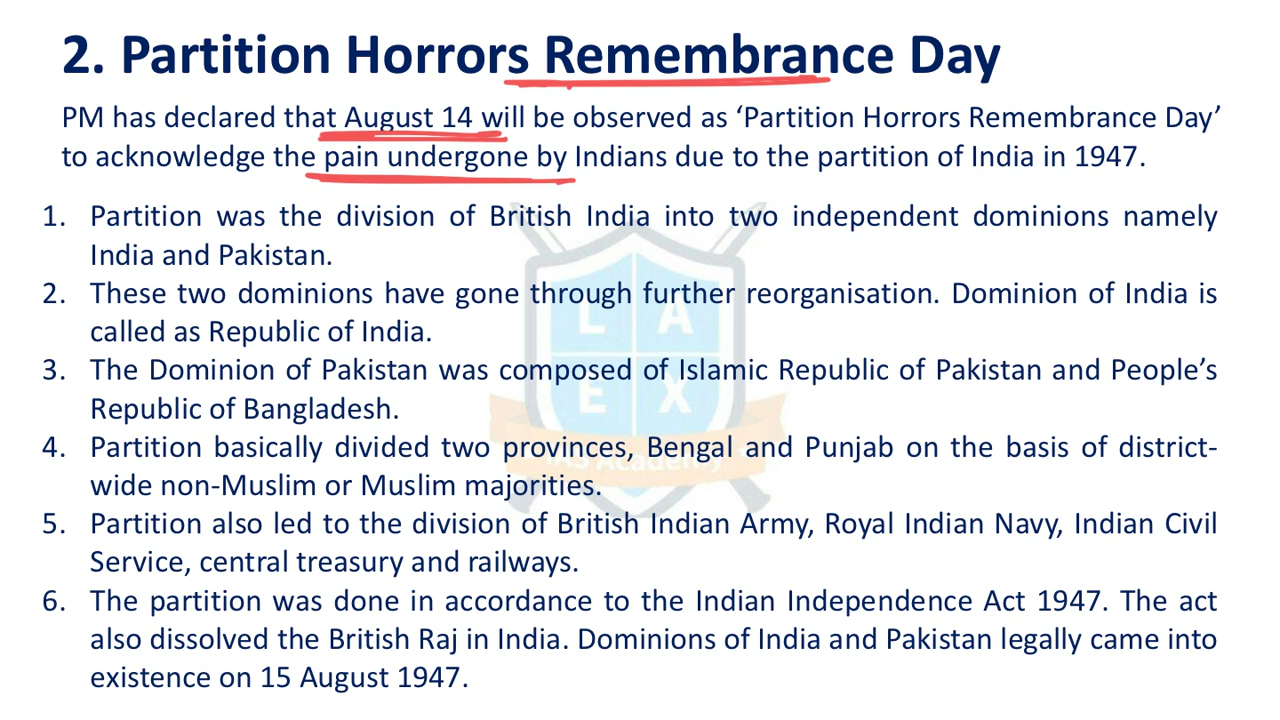 2. Partition Horrors Remembrance Day
PM has declared that August 14 will be observed as ‘Partition Horrors Remembrance Day’
to acknowledge the pain undergone by Indians due to the partition of India in 1947.
1. Partition was the division of British India into two independent dominions namely
India and Pakistan.
2. These two dominions have gone through further reorganisation. Dominion of India is
called as Republic of India.
3. The Dominion of Pakistan was composed of Islamic Republic of Pakistan and People’s
Republic of Bangladesh.
4. Partition basically divided two provinces, Bengal and Punjab on the basis of district-
wide non-Muslim or Muslim majorities.
5. Partition also led to the division of British Indian Army, Royal Indian Navy, Indian Civil
Service, central treasury and railways.
6. The partition was done in accordance to the Indian Independence Act 1947. The act
also dissolved the British Raj in India. Dominions of India and Pakistan legally came into
existence on 15 August 1947.
L A
E X
IAS Academy